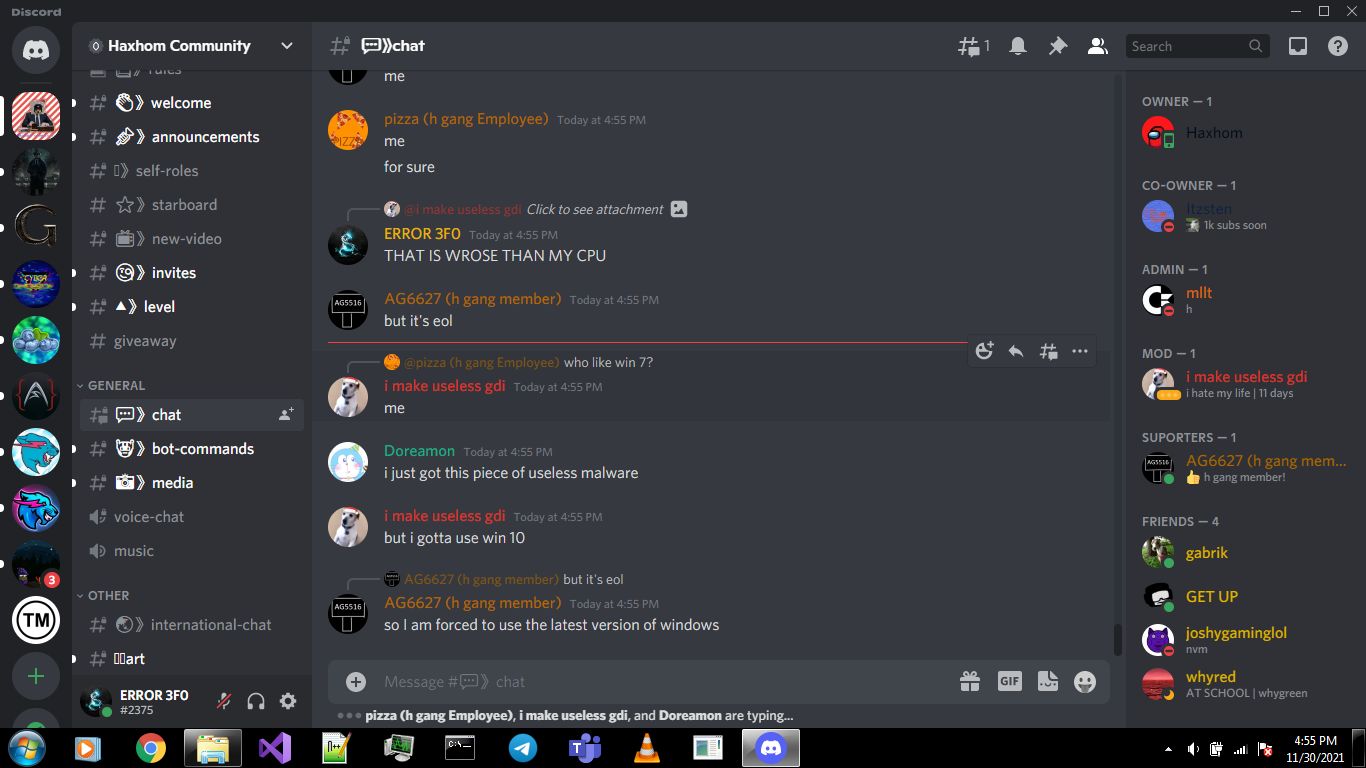 Discord
Haxhom Community
rules
welcome
announcements
self-roles
starboard
new-video
invites
level
giveaway
GENERAL
chat
bot-commands
media
voice-chat
music
OTHER
international-chat
art
3
TM
ERROR 3F0
#2375
chat
1
Search
me
pizza (h gang Employee) Today at 4:55 PM
me
for sure
@i make useless gdi Click to see attachment
ERROR 3F0 Today at 4:55 PM
THAT IS WROSE THAN MY CPU
AG5516
AG6627 (h gang member) Today at 4:55 PM
but it's eol
@pizza (h gang Employee) who like win 7?
i make useless gdi Today at 4:55 PM
me
Doreamon Today at 4:55 PM
i just got this piece of useless malware
i make useless gdi Today at 4:55 PM
but i gotta use win 10
AG6627 (h gang member) but it's eol
AG5516
AG6627 (h gang member) Today at 4:55 PM
so I am forced to use the latest version of windows
Message # chat
GIF
pizza (h gang Employee), i make useless gdi, and Doreamon are typing...
OWNER — 1
Haxhom
CO-OWNER — 1
Itzsten
1k subs soon
ADMIN — 1
mllt
h
MOD — 1
i make useless gdi
i hate my life | 11 days
SUPORTERS — 1
AG5516
AG6627 (h gang mem...
h gang member!
FRIENDS — 4
gabrik
GET UP
joshygaminglol
nvm
whyred
AT SCHOOL | whygreen
4:55 PM
11/30/2021